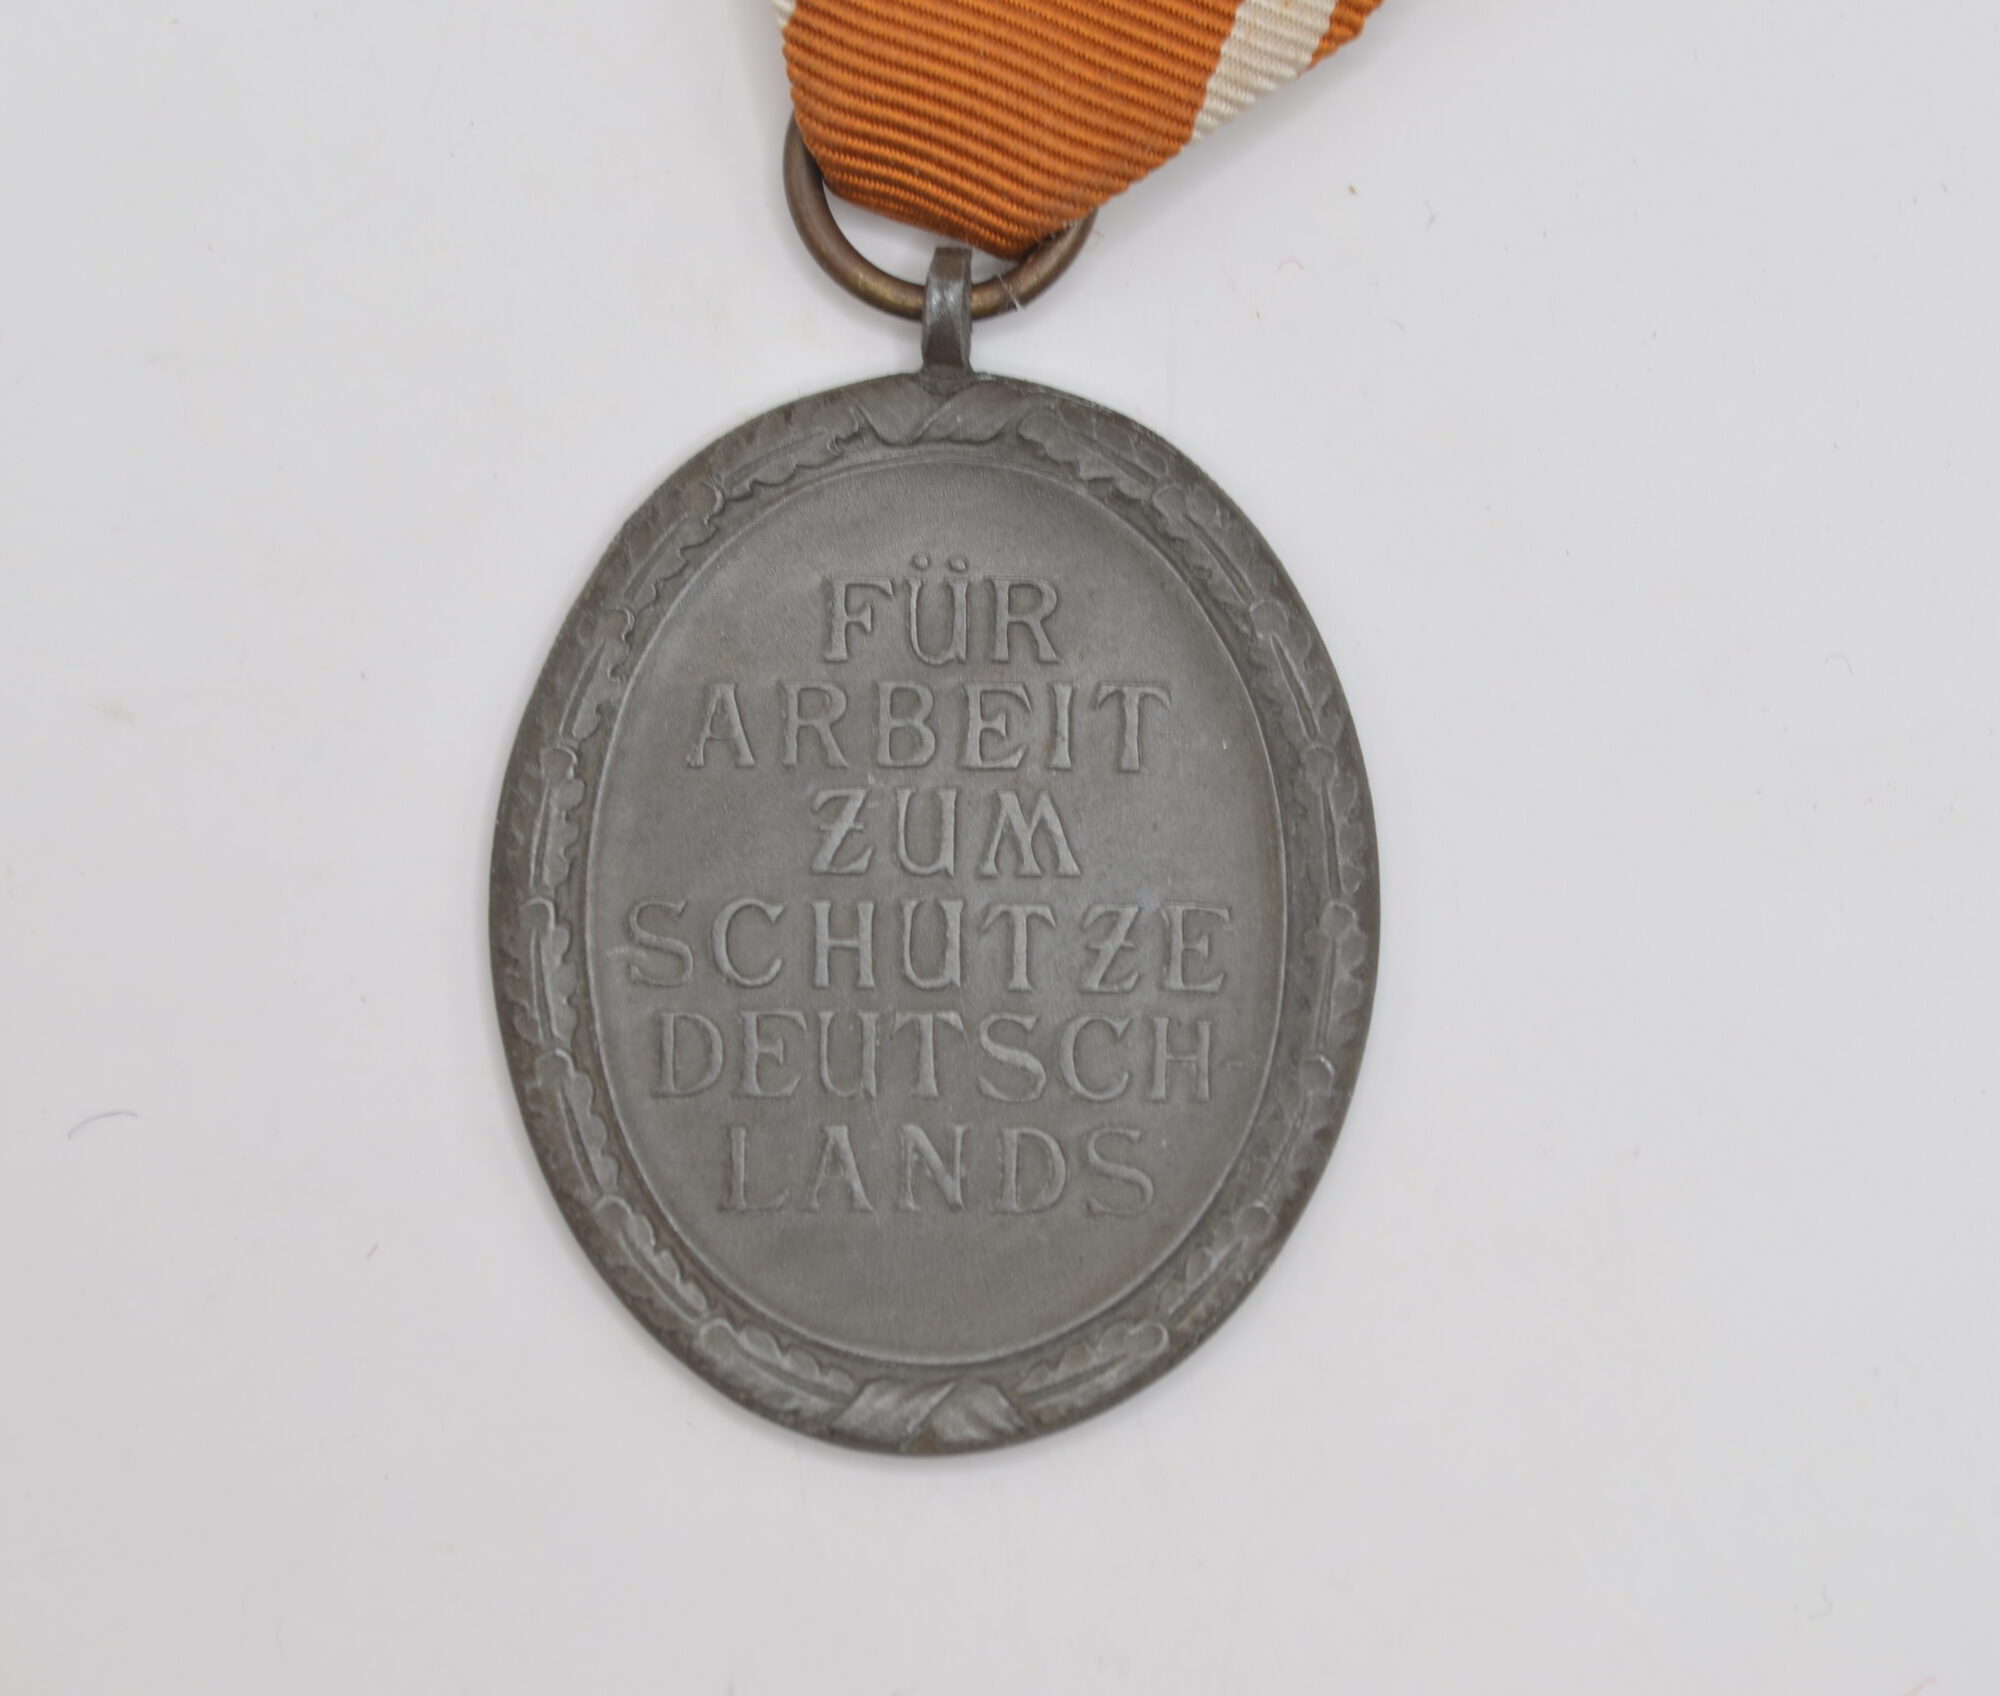 FÜR
ARBEIT
ZUM
SCHUTZE
DEUTSCH
LANDS